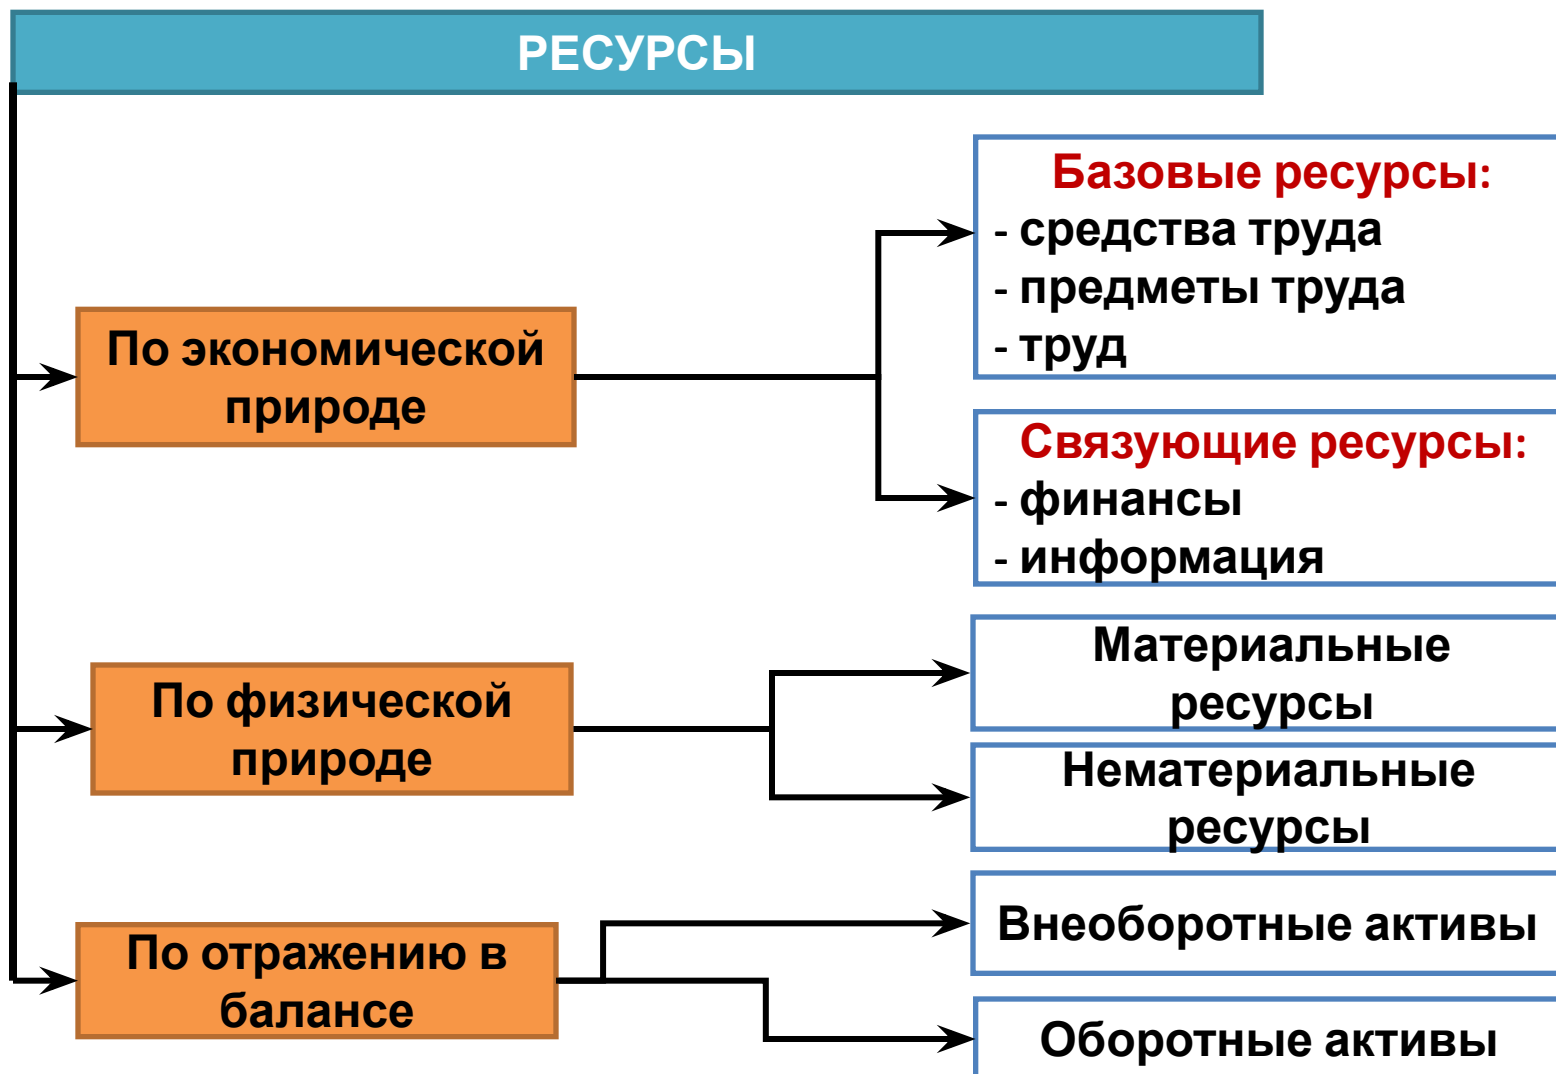 РЕСУРСЫ
Базовые ресурсы:
- средства труда
- предметы труда
- труд
По экономической
природе
Связующие ресурсы:
- финансы
- информация
Материальные
ресурсы
По физической
природе
Нематериальные
ресурсы
Внеоборотные активы
По отражению в
балансе
Оборотные активы